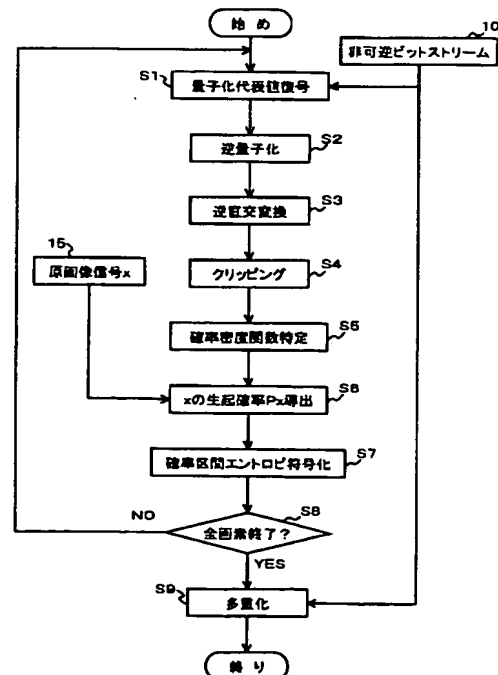 始め
10
非可逆ビットストリーム
S1
量子化代表値復号
S2
逆量子化
S3
逆直交変換
15
原画像信号x
S4
クリッピング
S5
確率密度関数特定
S6
xの生起確率Px導出
S7
確率区間エントロピ符号化
S8
全画素終了？
NO
YES
S9
多重化
終り